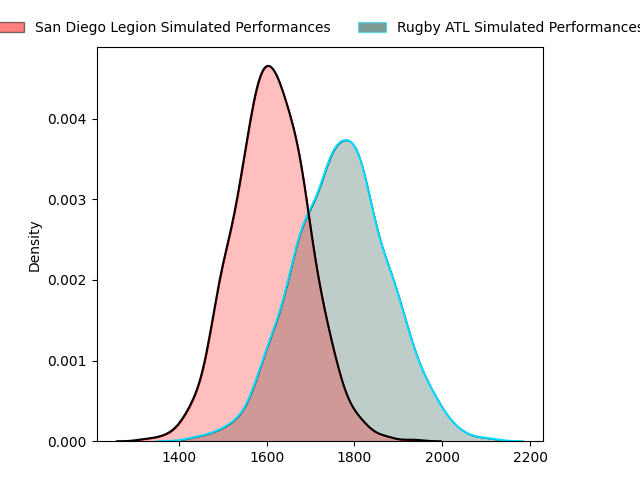 San Diego Legion Simulated Performances Rugby ATL Simulated Performances
0.004
0.003
0.002
0.001
0.000
Density
1400 1600 1800 2000 2200